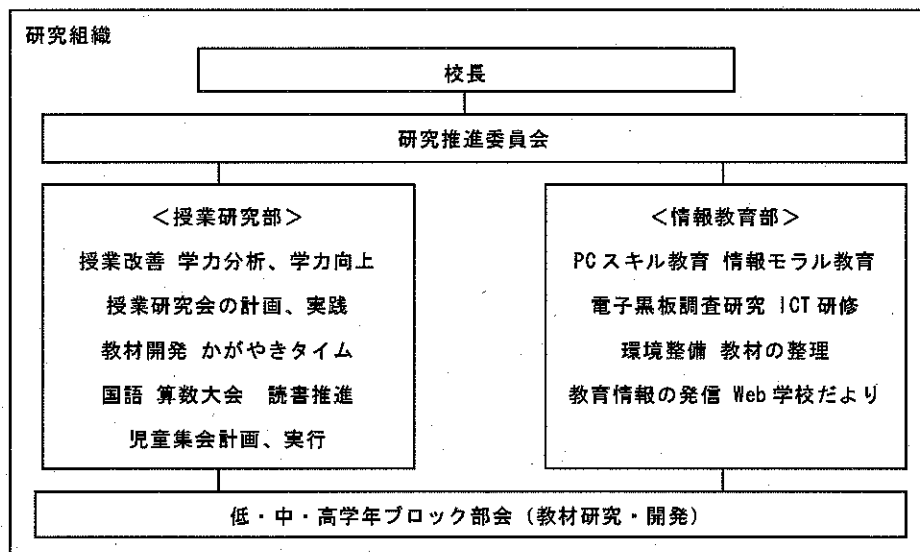 研究組織
校長
研究推進委員会
＜授業研究部＞
授業改善 学力分析、学力向上
授業研究会の計画、実践
教材開発 かがやきタイム
国語 算数大会　読書推進
児童集会計画、実行
＜情報教育部＞
PCスキル教育 情報モラル教育
電子黒板調査研究 ICT研修
環境整備 教材の整理
教育情報の発信 Web学校だより
低・中・高学年ブロック部会（教材研究・開発）